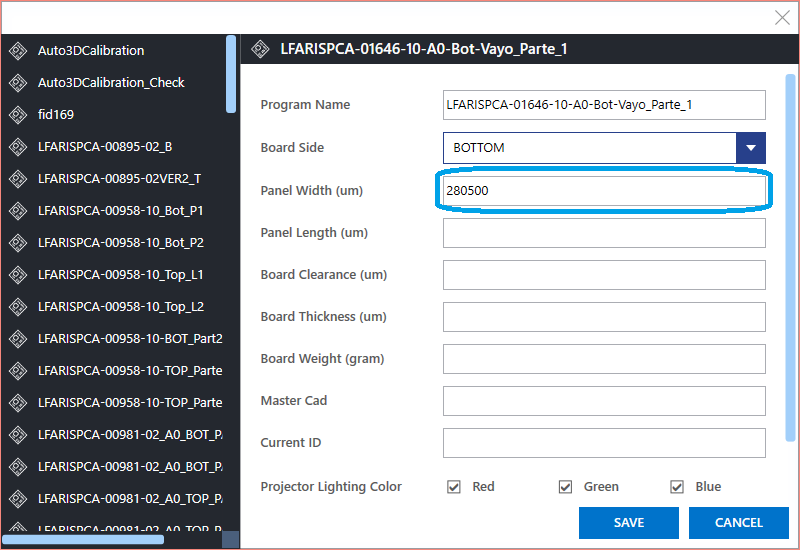 Auto3DCalibration
Auto3DCalibration_Check
fid169
LFARISPCA-00895-02_B
LFARISPCA-00895-02VER2_T
LFARISPCA-00958-10_Bot_P1
LFARISPCA-00958-10_Bot_P2
LFARISPCA-00958-10_Top_L1
LFARISPCA-00958-10_Top_L2
LFARISPCA-00958-10-BOT_Part2
LFARISPCA-00958-10-TOP_Parte
LFARISPCA-00958-10-TOP_Parte
LFARISPCA-00981-02_A0_BOT_PA
LFARISPCA-00981-02_A0_BOT_PA
LFARISPCA-00981-02_A0_TOP_PA
LFARISPCA-00981-02_A0_TOP_PA
LFARISPCA-01646-10-A0-Bot-Vayo_Parte_1
Program Name LFARISPCA-01646-10-A0-Bot-Vayo_Parte_1
Board Side BOTTOM
Panel Width (um) 280500
Panel Length (um)
Board Clearance (um)
Board Thickness (um)
Board Weight (gram)
Master Cad
Current ID
Projector Lighting Color Red Green Blue
SAVE CANCEL